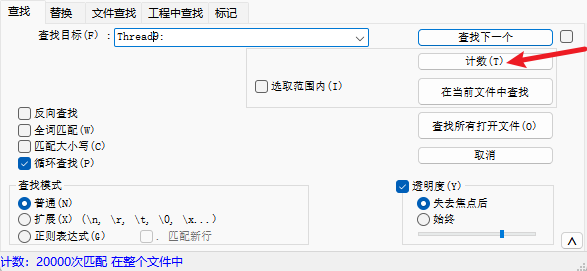 查找 替换 文件查找 工程中查找 标记
查找目标(F) : Thread9: 查找下一个
计数(T)
选取范围内(I) 在当前文件中查找
反向查找
全词匹配(W) 查找所有打开文件(O)
匹配大小写(C)
循环查找(P) 取消
查找模式 透明度(Y)
普通(N) 失去焦点后
扩展(X) (\n, \r, \t, \0, \x...) 始终
正则表达式(G) . 匹配新行
计数: 20000次匹配 在整个文件中